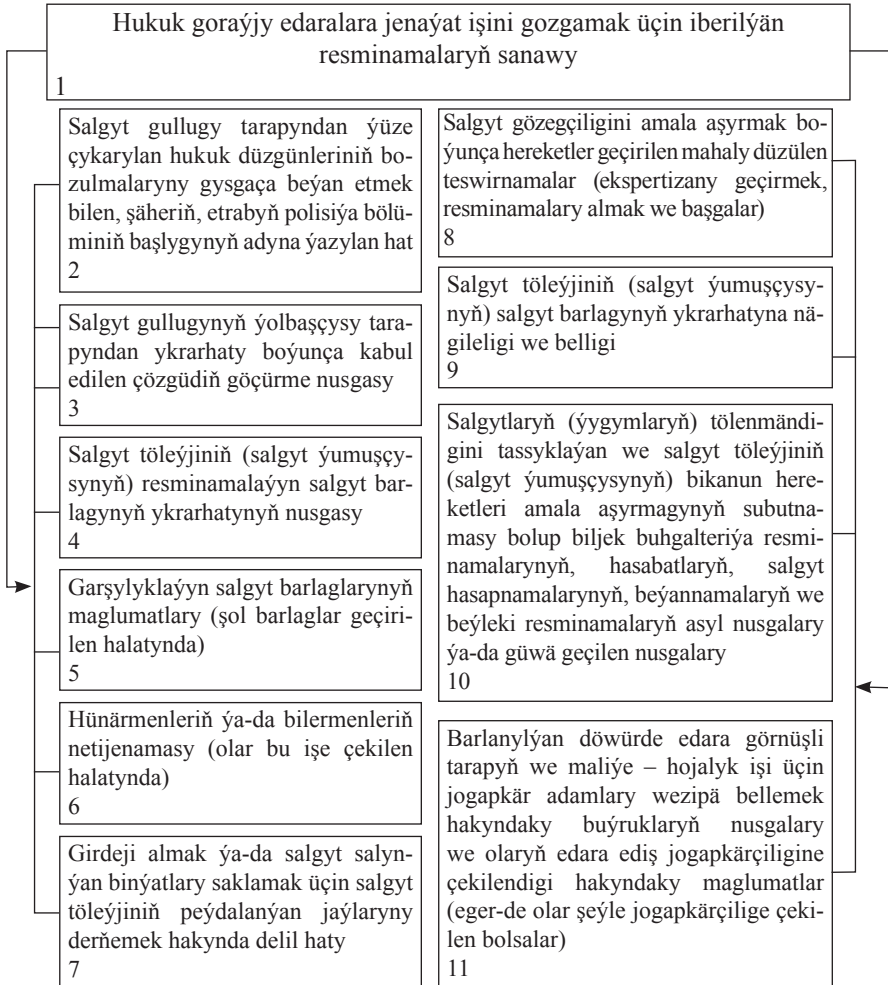 Hukuk goraýjy edaralara jenaýat işini gozgamak üçin iberilýän
resminamalaryň sanawy
1
Salgyt gullugy tarapyndan ýüze
çykarylan hukuk düzgünleriniň bo-
zulmalaryny gysgaça beýan etmek
bilen, şäheriň, etrabyň polisiýa bölü-
miniň başlygynyň adyna ýazylan hat
2
Salgyt gullugynyň ýolbaşçysy tara-
pyndan ykrarhaty boýunça kabul
edilen çözgüdiň göçürme nusgasy
3
Salgyt töleýjiniň (salgyt ýumuşçy-
synyň) resminamalaýyn salgyt bar-
lagynyň ykrarhatynyň nusgasy
4
Garşylyklaýyn salgyt barlaglarynyň
maglumatlary (şol barlaglar geçiri-
len halatynda)
5
Hünärmenleriň ýa-da bilermenleriň
netijenamasy (olar bu işe çekilen
halatynda)
6
Girdeji almak ýa-da salgyt salyn-
ýan binýatlary saklamak üçin salgyt
töleýjiniň peýdalanýan jaýlaryny
derňemek hakynda delil haty
7
Salgyt gözegçiligini amala aşyrmak bo-
ýunça hereketler geçirilen mahaly düzülen
teswirnamalar (ekspertizany geçirmek,
resminamalary almak we başgalar)
8
Salgyt töleýjiniň (salgyt ýumuşçysy-
nyň) salgyt barlagynyň ykrarhatyna nä-
gileligi we belligi
9
Salgytlaryň (ýygymlaryň) tölenmändi-
gini tassyklaýan we salgyt töleýjiniň
(salgyt ýumuşçysynyň) bikanun here-
ketleri amala aşyrmagynyň subutna-
masy bolup biljek buhgalteriýa resmi-
namalarynyň, hasabatlaryň, salgyt
hasapnamalarynyň, beýannamalaryň we
beýleki resminamalaryň asyl nusgalary
ýa-da güwä geçilen nusgalary
10
Barlanylýan döwürde edara görnüşli
tarapyň we maliýe – hojalyk işi üçin
jogapkär adamlary wezipä bellemek
hakyndaky buýruklaryň nusgalary
we olaryň edara ediş jogapkärçiligine
çekilendigi hakyndaky maglumatlar
(eger-de olar şeýle jogapkärçilige çeki-
len bolsalar)
11